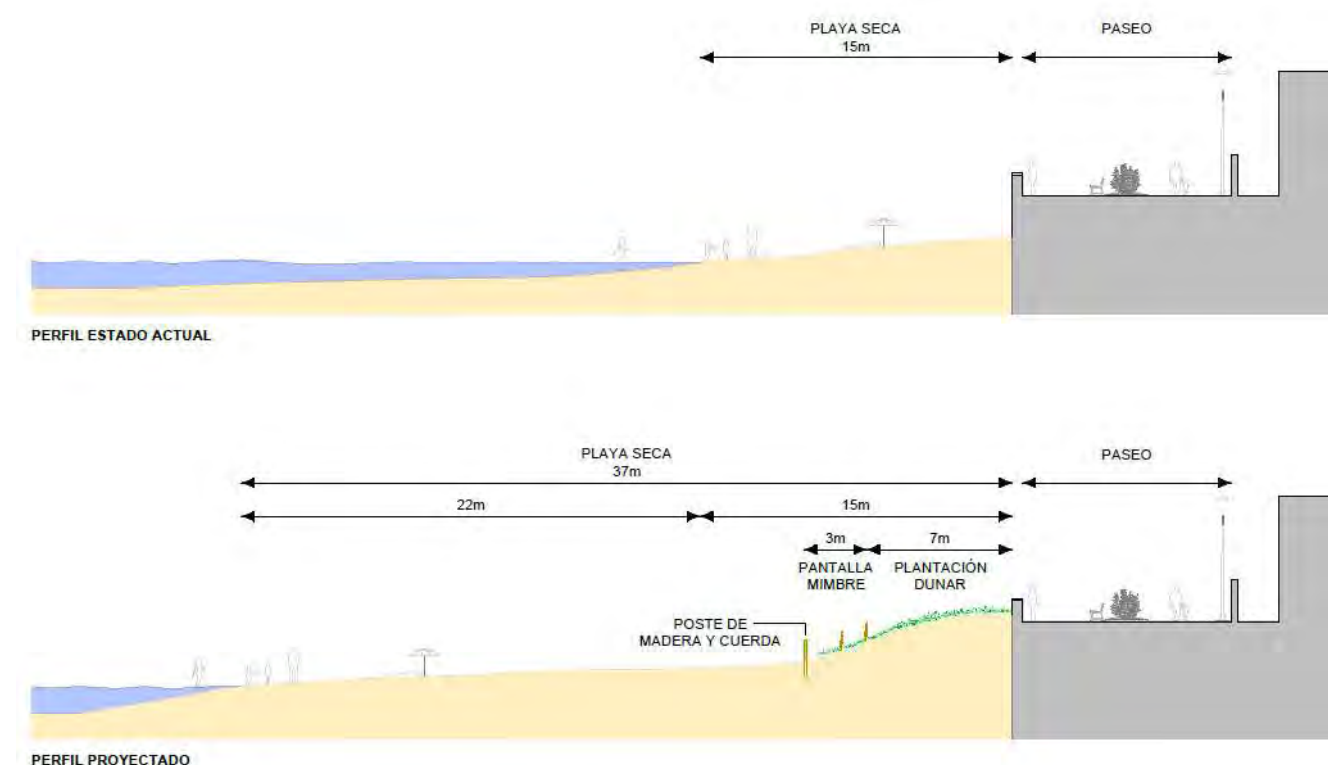 PLAYA SECA
15m
PASEO
PERFIL ESTADO ACTUAL
PLAYA SECA
37m
PASEO
22m
15m
3m
7m
PANTALLA
MIMBRE
PLANTACIÓN
DUNAR
POSTE DE
MADERA Y CUERDA
PERFIL PROYECTADO